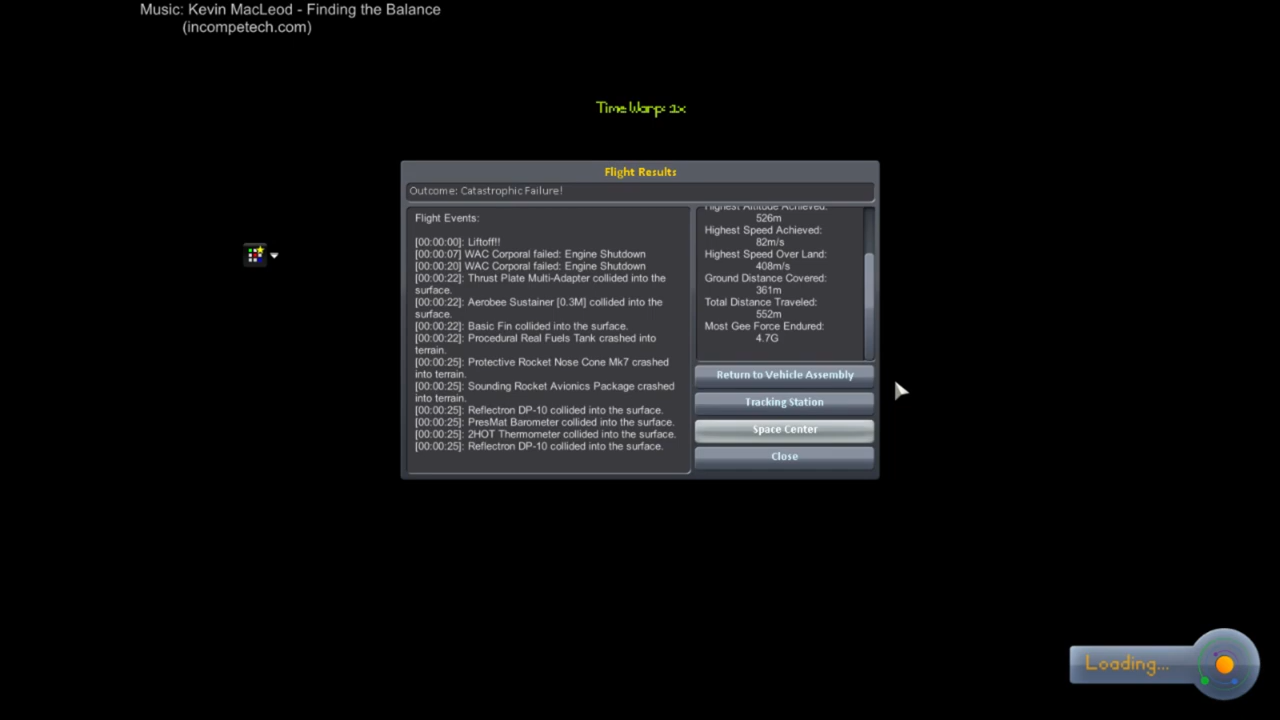 Music: Kevin MacLeod - Finding the Balance
(incompetech.com)
Time Warp: 1x
Flight Results
Outcome: Catastrophic Failure!
Flight Events:
[00:00:00]: Liftoff!!
[00:00:07] WAC Corporal failed: Engine Shutdown
[00:00:20] WAC Corporal failed: Engine Shutdown
[00:00:22]: Thrust Plate Multi-Adapter collided into the
surface.
[00:00:22]: Aerobee Sustainer [0.3M] collided into the
surface.
[00:00:22]: Basic Fin collided into the surface.
[00:00:22]: Procedural Real Fuels Tank crashed into
terrain.
[00:00:25]: Protective Rocket Nose Cone Mk7 crashed
into terrain.
[00:00:25]: Sounding Rocket Avionics Package crashed
into terrain.
[00:00:25]: Reflectron DP-10 collided into the surface.
[00:00:25]: PresMat Barometer collided into the surface.
[00:00:25]: 2HOT Thermometer collided into the surface.
[00:00:25]: Reflectron DP-10 collided into the surface.
Highest Altitude Achieved:
526m
Highest Speed Achieved:
82m/s
Highest Speed Over Land:
408m/s
Ground Distance Covered:
361m
Total Distance Traveled:
552m
Most Gee Force Endured:
4.7G
Return to Vehicle Assembly
Tracking Station
Space Center
Close
Loading...